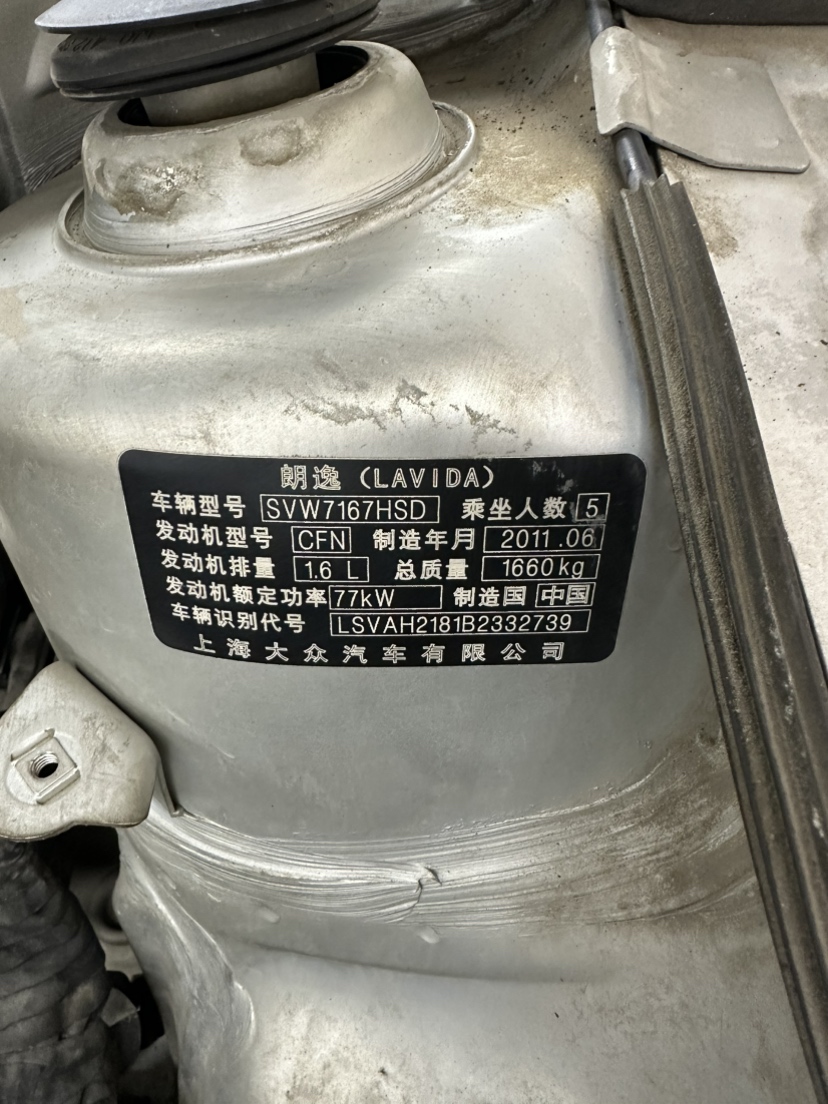 朗逸 (LAVIDA)
车辆型号 SVW7167HSD 乘坐人数 5
发动机型号 CFN 制造年月 2011.06
发动机排量 1.6 L 总质量 1660kg
发动机额定功率 77kW 制造国 中国
车辆识别代号 LSVAH2181B2332739
上海大众汽车有限公司